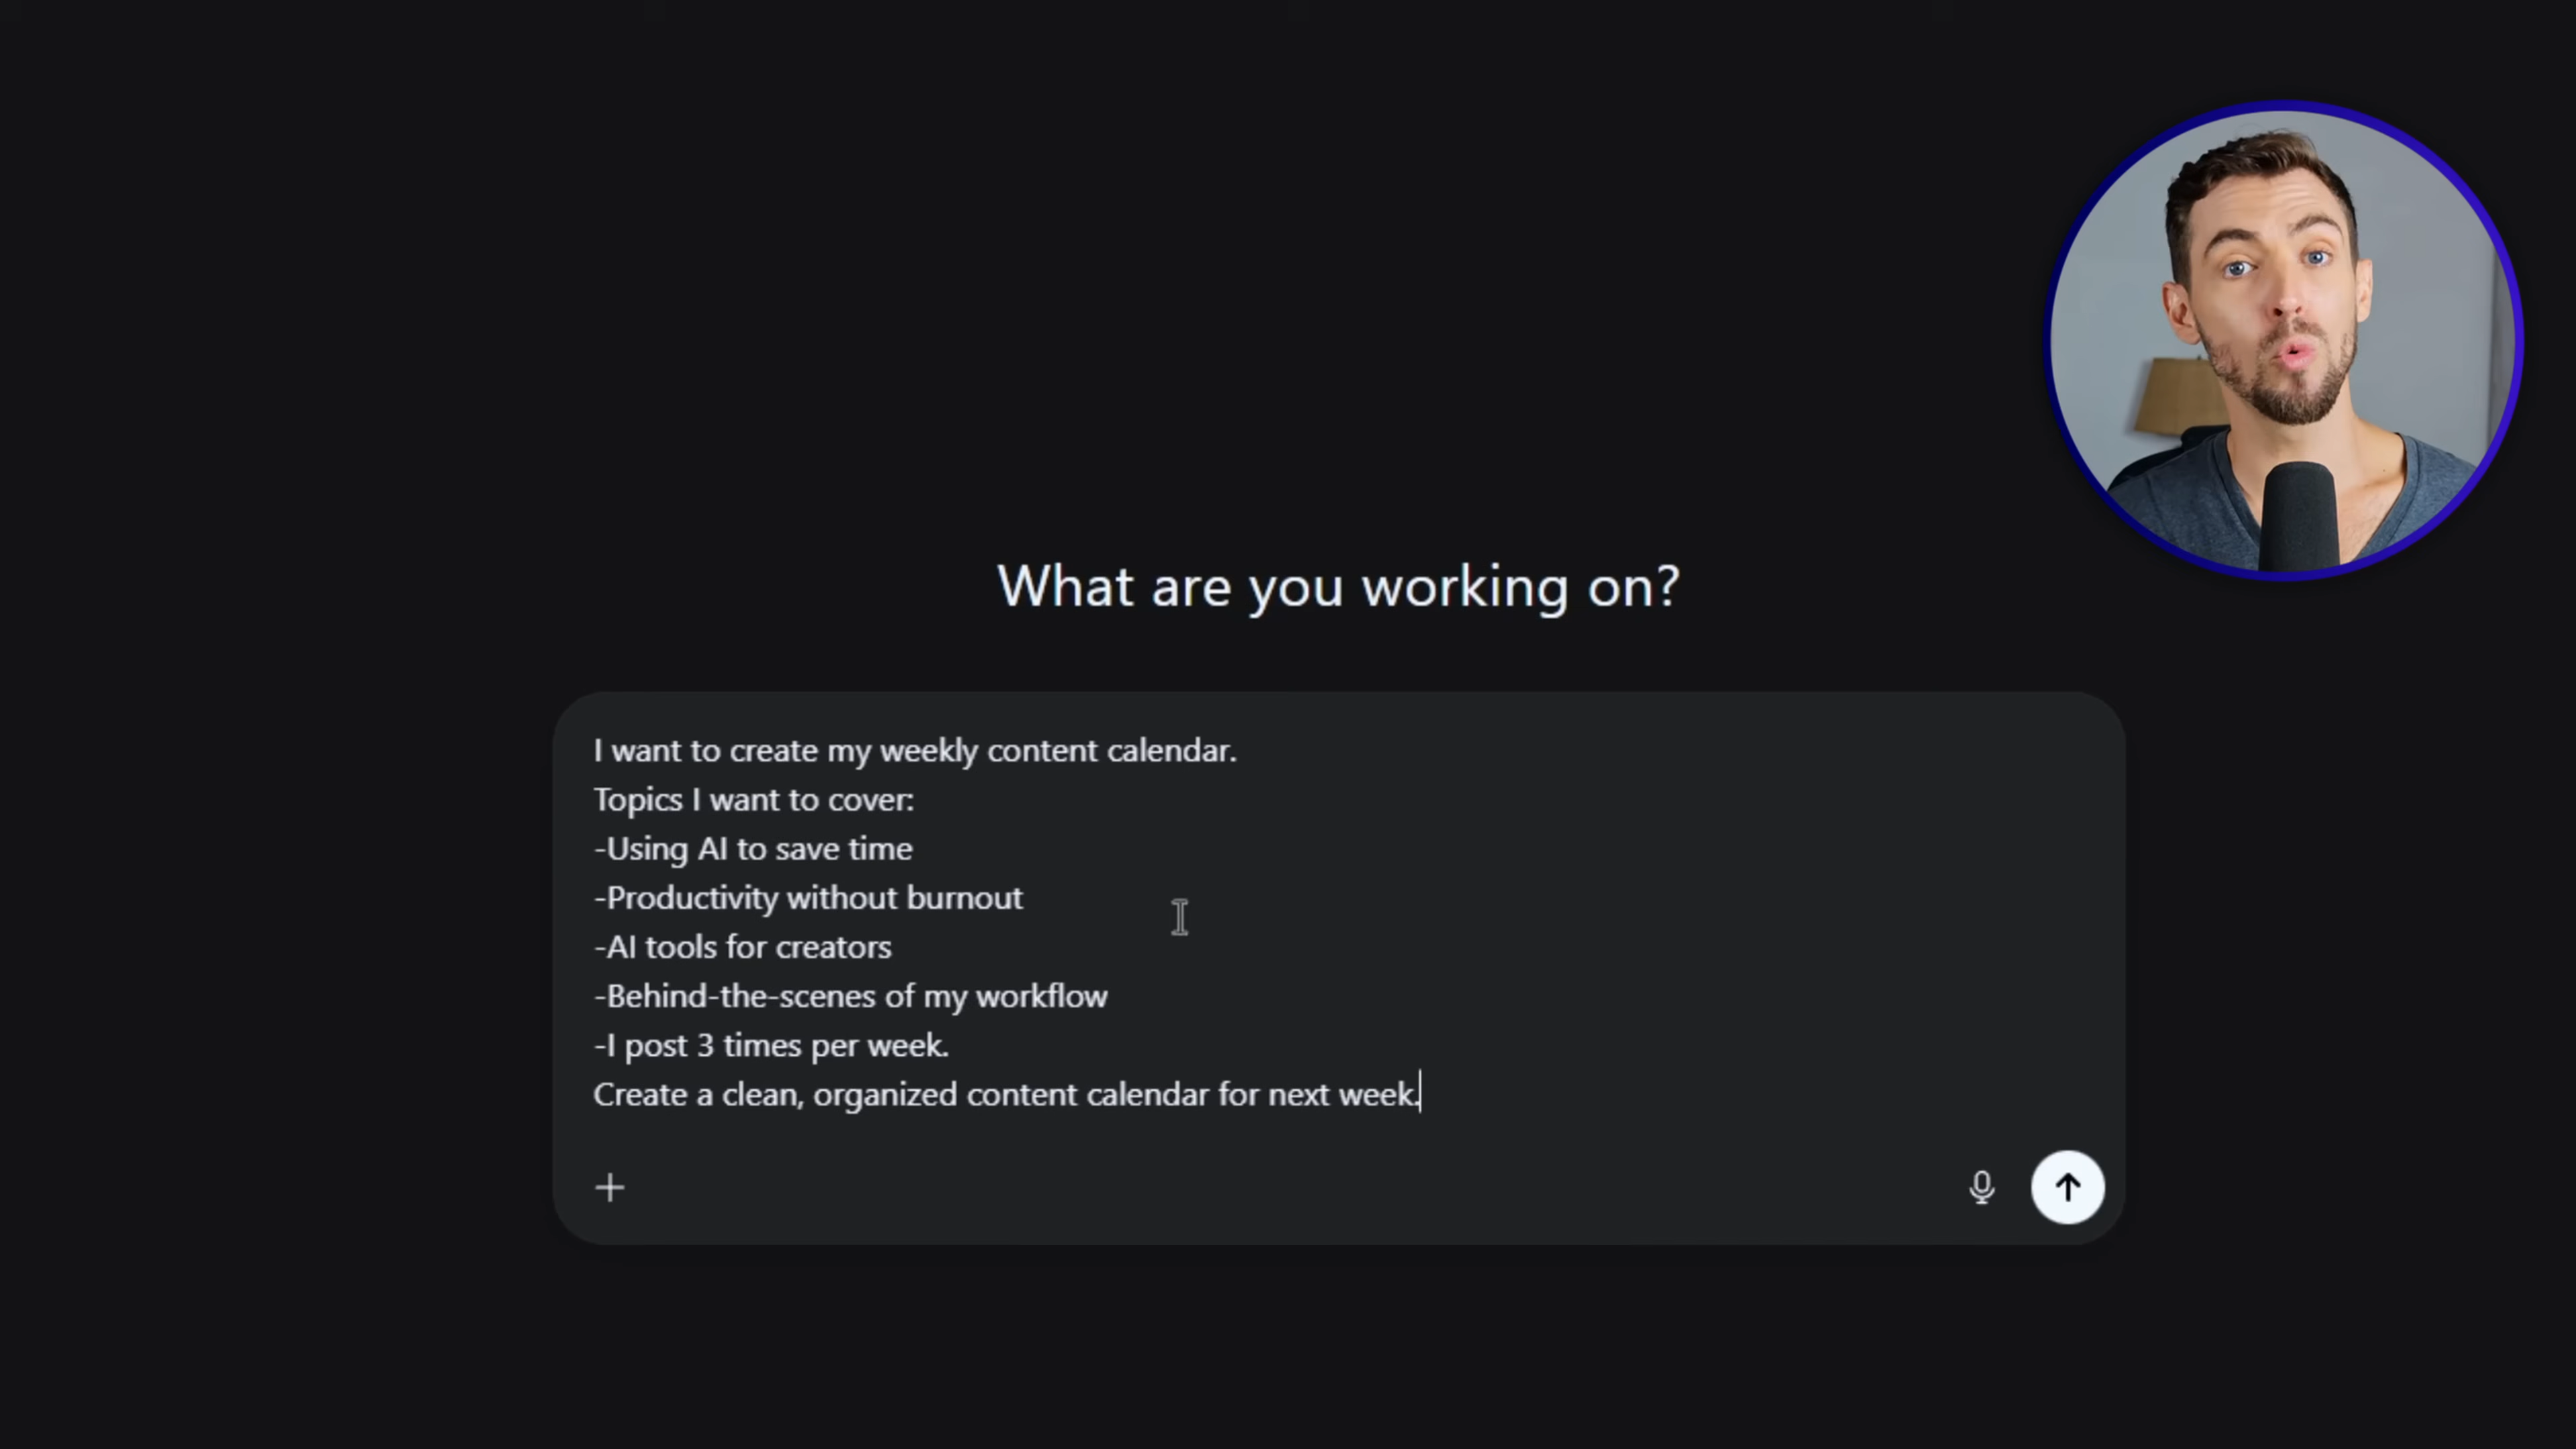 What are you working on?
I want to create my weekly content calendar.
Topics I want to cover:
-Using AI to save time
-Productivity without burnout
-AI tools for creators
-Behind-the-scenes of my workflow
-I post 3 times per week.
Create a clean, organized content calendar for next week.